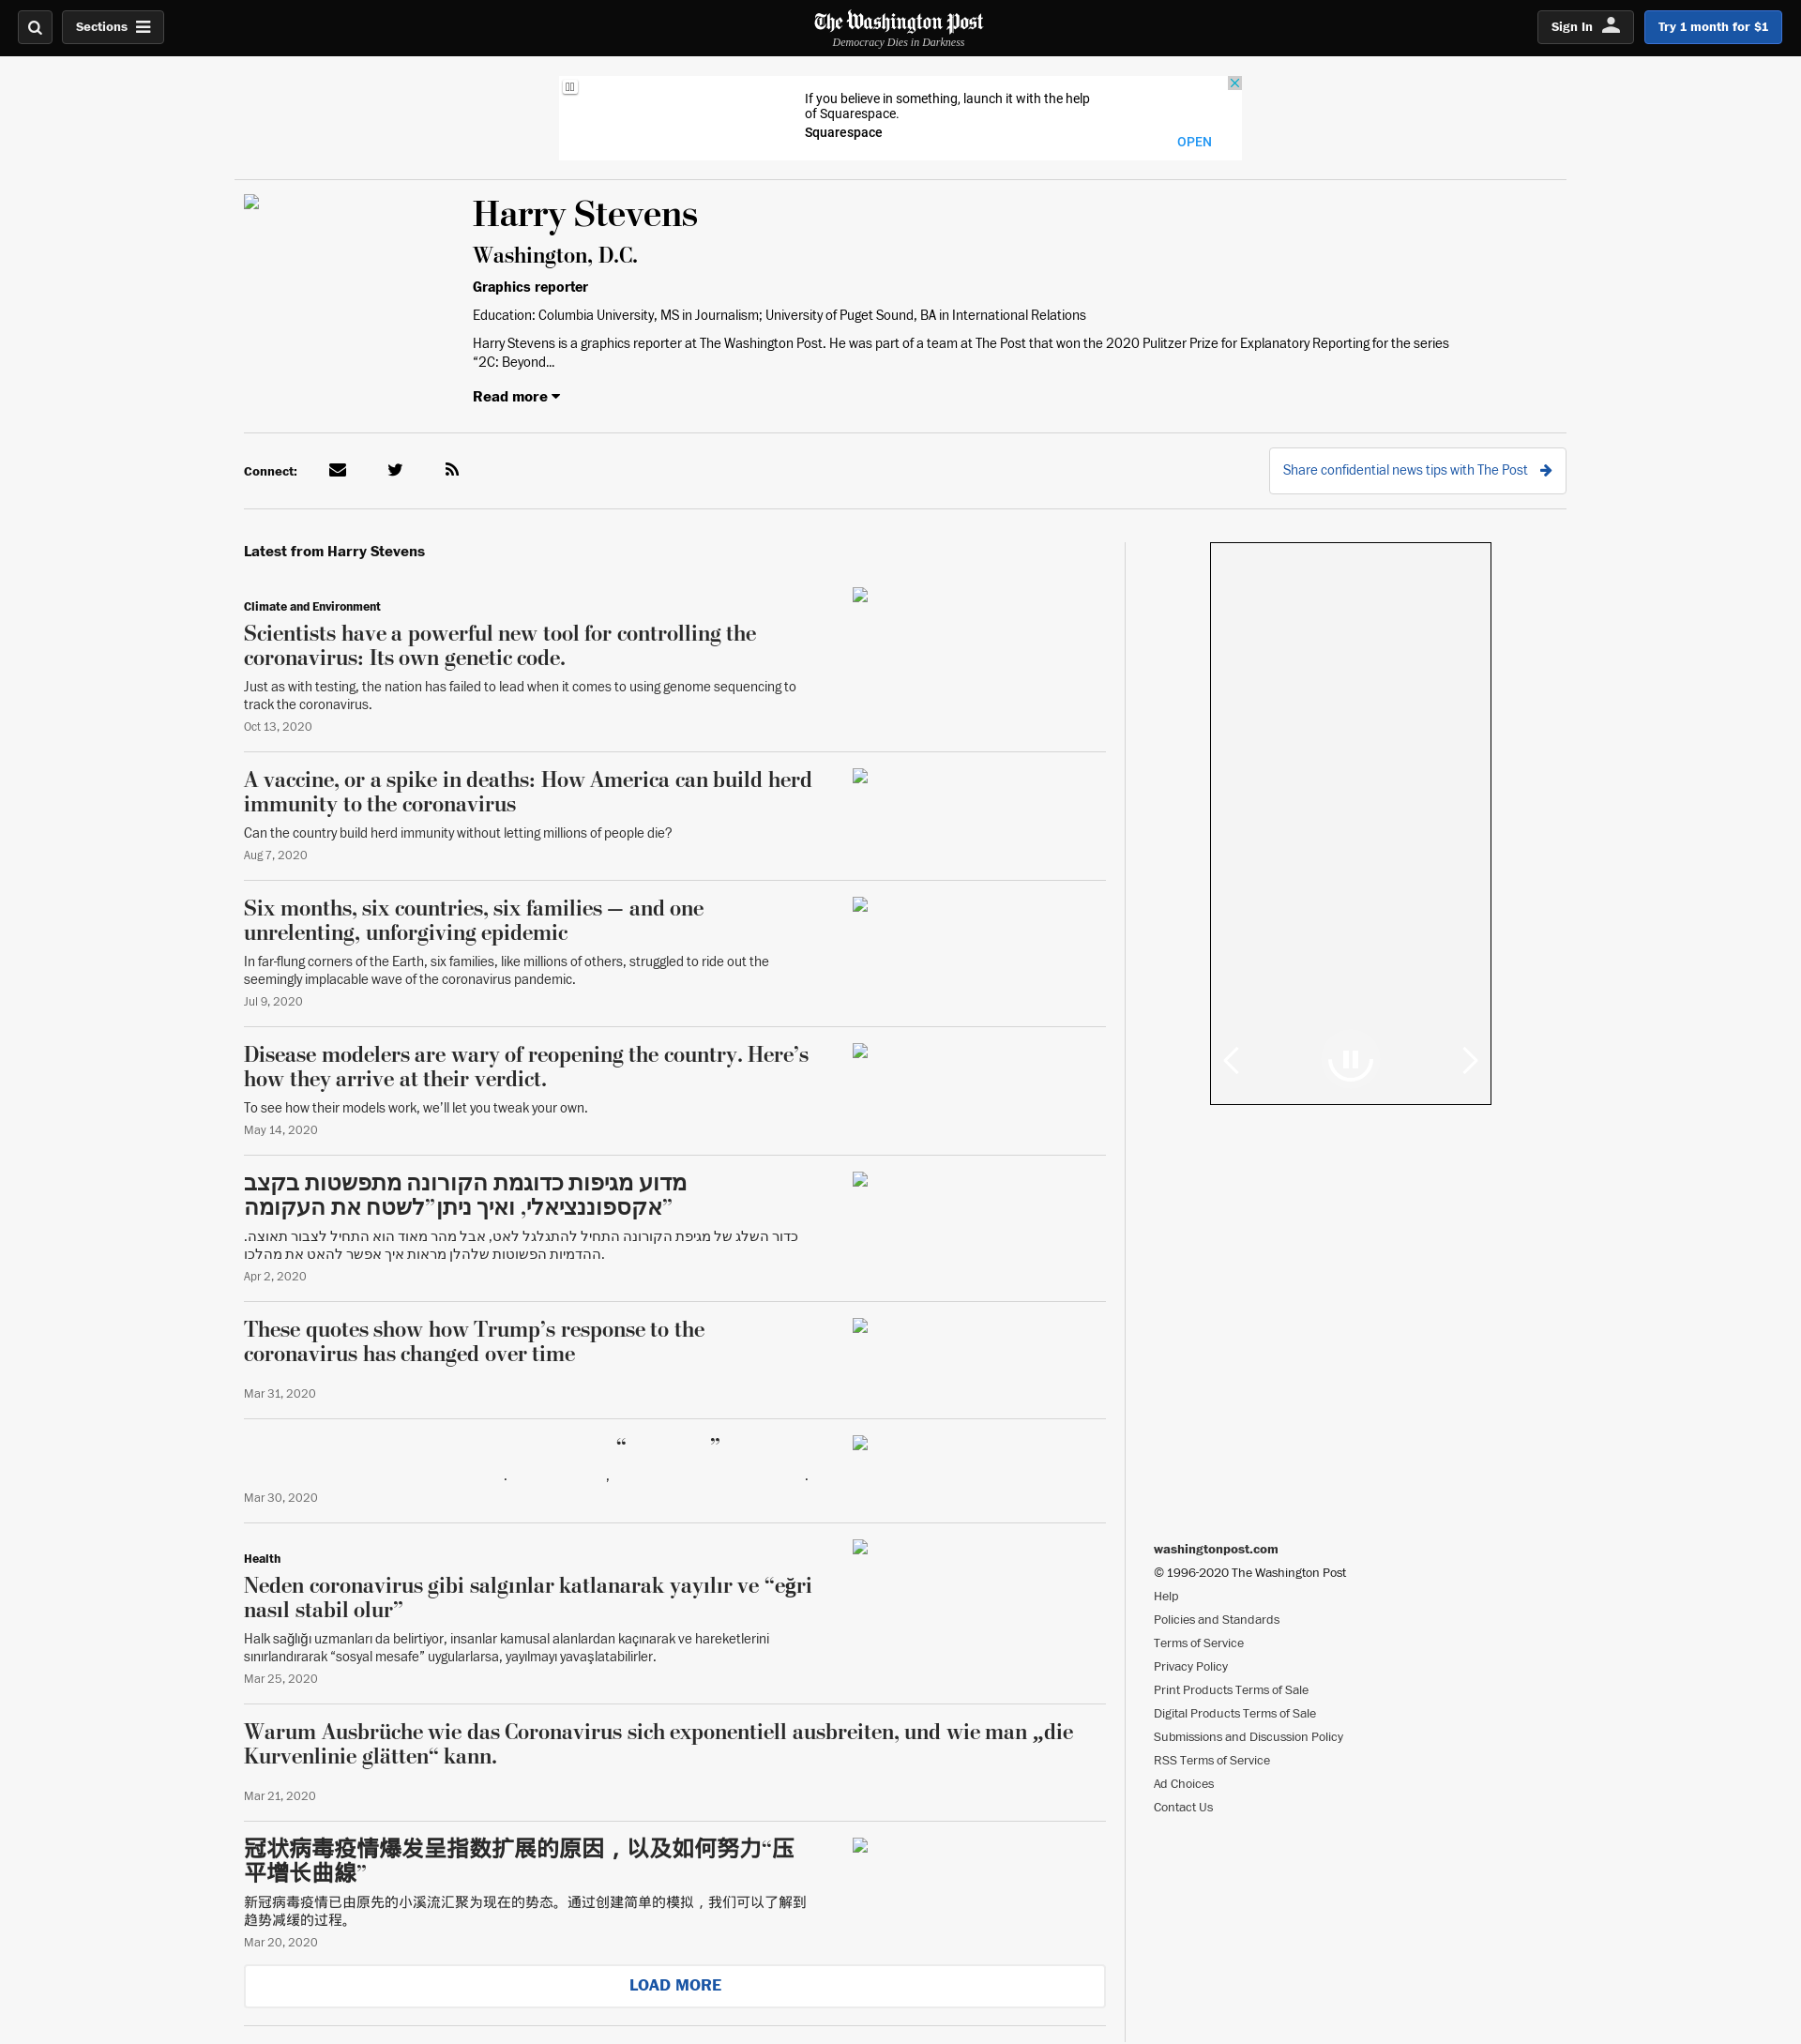 Sections
The Washington Post
Democracy Dies in Darkness
Sign In
Try 1 month for $1
If you believe in something, launch it with the help
of Squarespace.
Squarespace
OPEN
Harry Stevens
Washington, D.C.
Graphics reporter
Education: Columbia University, MS in Journalism; University of Puget Sound, BA in International Relations
Harry Stevens is a graphics reporter at The Washington Post. He was part of a team at The Post that won the 2020 Pulitzer Prize for Explanatory Reporting for the series
“2C: Beyond...
Read more
Connect:
Share confidential news tips with The Post
Latest from Harry Stevens
Climate and Environment
Scientists have a powerful new tool for controlling the
coronavirus: Its own genetic code.
Just as with testing, the nation has failed to lead when it comes to using genome sequencing to
track the coronavirus.
Oct 13, 2020
A vaccine, or a spike in deaths: How America can build herd
immunity to the coronavirus
Can the country build herd immunity without letting millions of people die?
Aug 7, 2020
Six months, six countries, six families — and one
unrelenting, unforgiving epidemic
In far-flung corners of the Earth, six families, like millions of others, struggled to ride out the
seemingly implacable wave of the coronavirus pandemic.
Jul 9, 2020
Disease modelers are wary of reopening the country. Here’s
how they arrive at their verdict.
To see how their models work, we’ll let you tweak your own.
May 14, 2020
מדוע מגיפות כדוגמת הקורונה מתפשטות בקצב
אקספוננציאלי, ואיך ניתן”לשטח את העקומה”
כדור השלג של מגיפת הקורונה התחיל להתגלגל לאט, אבל מהר מאוד הוא התחיל לצבור תאוצה.
ההדמיות הפשוטות שלהלן מראות איך אפשר להאט את מהלכו.
Apr 2, 2020
These quotes show how Trump’s response to the
coronavirus has changed over time
Mar 31, 2020
“ ”
. , .
Mar 30, 2020
Health
Neden coronavirus gibi salgınlar katlanarak yayılır ve “eğri
nasıl stabil olur”
Halk sağlığı uzmanları da belirtiyor, insanlar kamusal alanlardan kaçınarak ve hareketlerini
sınırlandırarak “sosyal mesafe” uygularlarsa, yayılmayı yavaşlatabilirler.
Mar 25, 2020
Warum Ausbrüche wie das Coronavirus sich exponentiell ausbreiten, und wie man „die
Kurvenlinie glätten“ kann.
Mar 21, 2020
冠状病毒疫情爆发呈指数扩展的原因，以及如何努力“压
平增长曲線”
新冠病毒疫情已由原先的小溪流汇聚为现在的势态。通过创建简单的模拟，我们可以了解到
趋势减缓的过程。
Mar 20, 2020
LOAD MORE
washingtonpost.com
© 1996-2020 The Washington Post
Help
Policies and Standards
Terms of Service
Privacy Policy
Print Products Terms of Sale
Digital Products Terms of Sale
Submissions and Discussion Policy
RSS Terms of Service
Ad Choices
Contact Us